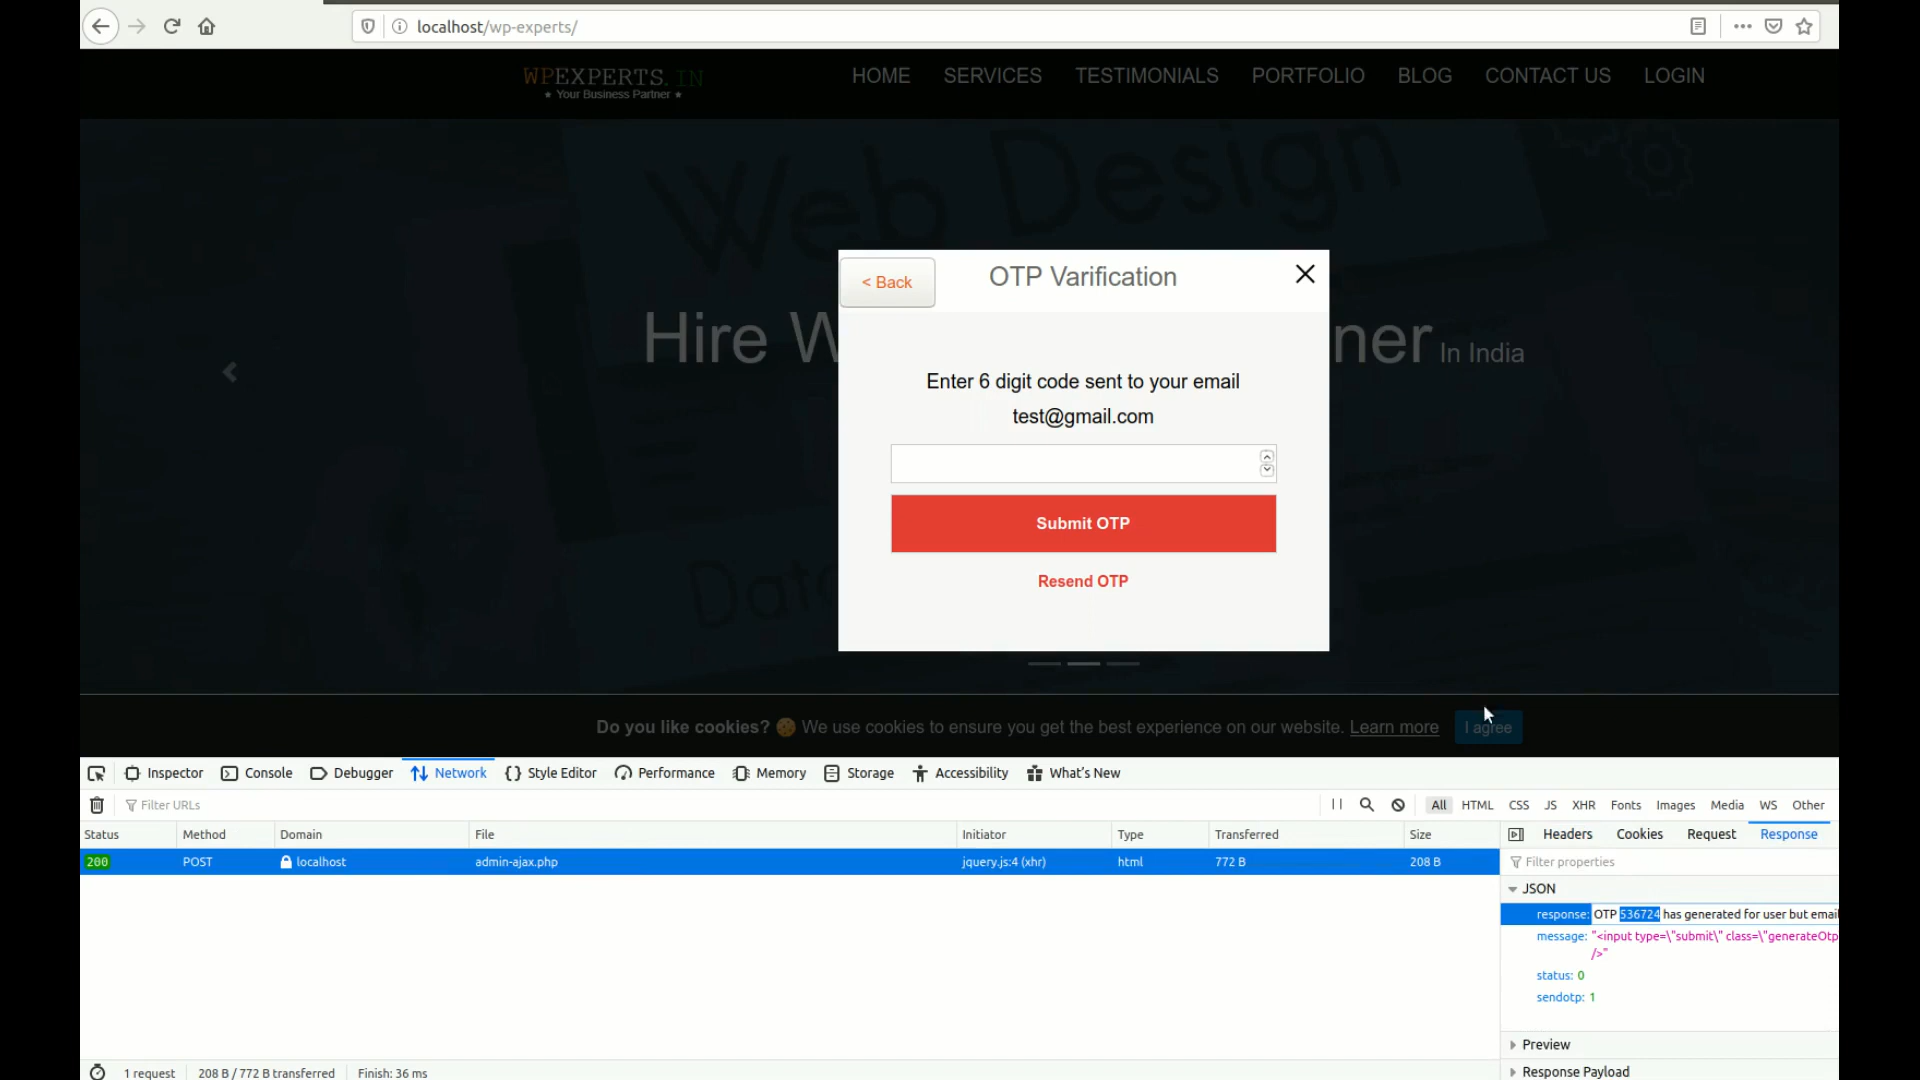 localhost/wp-experts/
WPEXPERTS.IN
★ Your Business Partner ★
HOME SERVICES TESTIMONIALS PORTFOLIO BLOG CONTACT US LOGIN
Web Design
Hire W
ner In India
Data
< Back
OTP Varification
Enter 6 digit code sent to your email
test@gmail.com
Submit OTP
Resend OTP
Do you like cookies? 🍪 We use cookies to ensure you get the best experience on our website. Learn more I agree
Inspector Console Debugger Network {} Style Editor Performance Memory Storage Accessibility What's New
Filter URLs
All HTML CSS JS XHR Fonts Images Media WS Other
Status Method Domain File Initiator Type Transferred Size
200 POST localhost admin-ajax.php jquery.js:4 (xhr) html 772 B 208 B
Headers Cookies Request Response
Filter properties
JSON
response: OTP 536724 has generated for user but email
message: "<input type=\"submit\" class=\"generateOtp
/>"
status: 0
sendotp: 1
Preview
Response Payload
1 request 208 B / 772 B transferred Finish: 36 ms